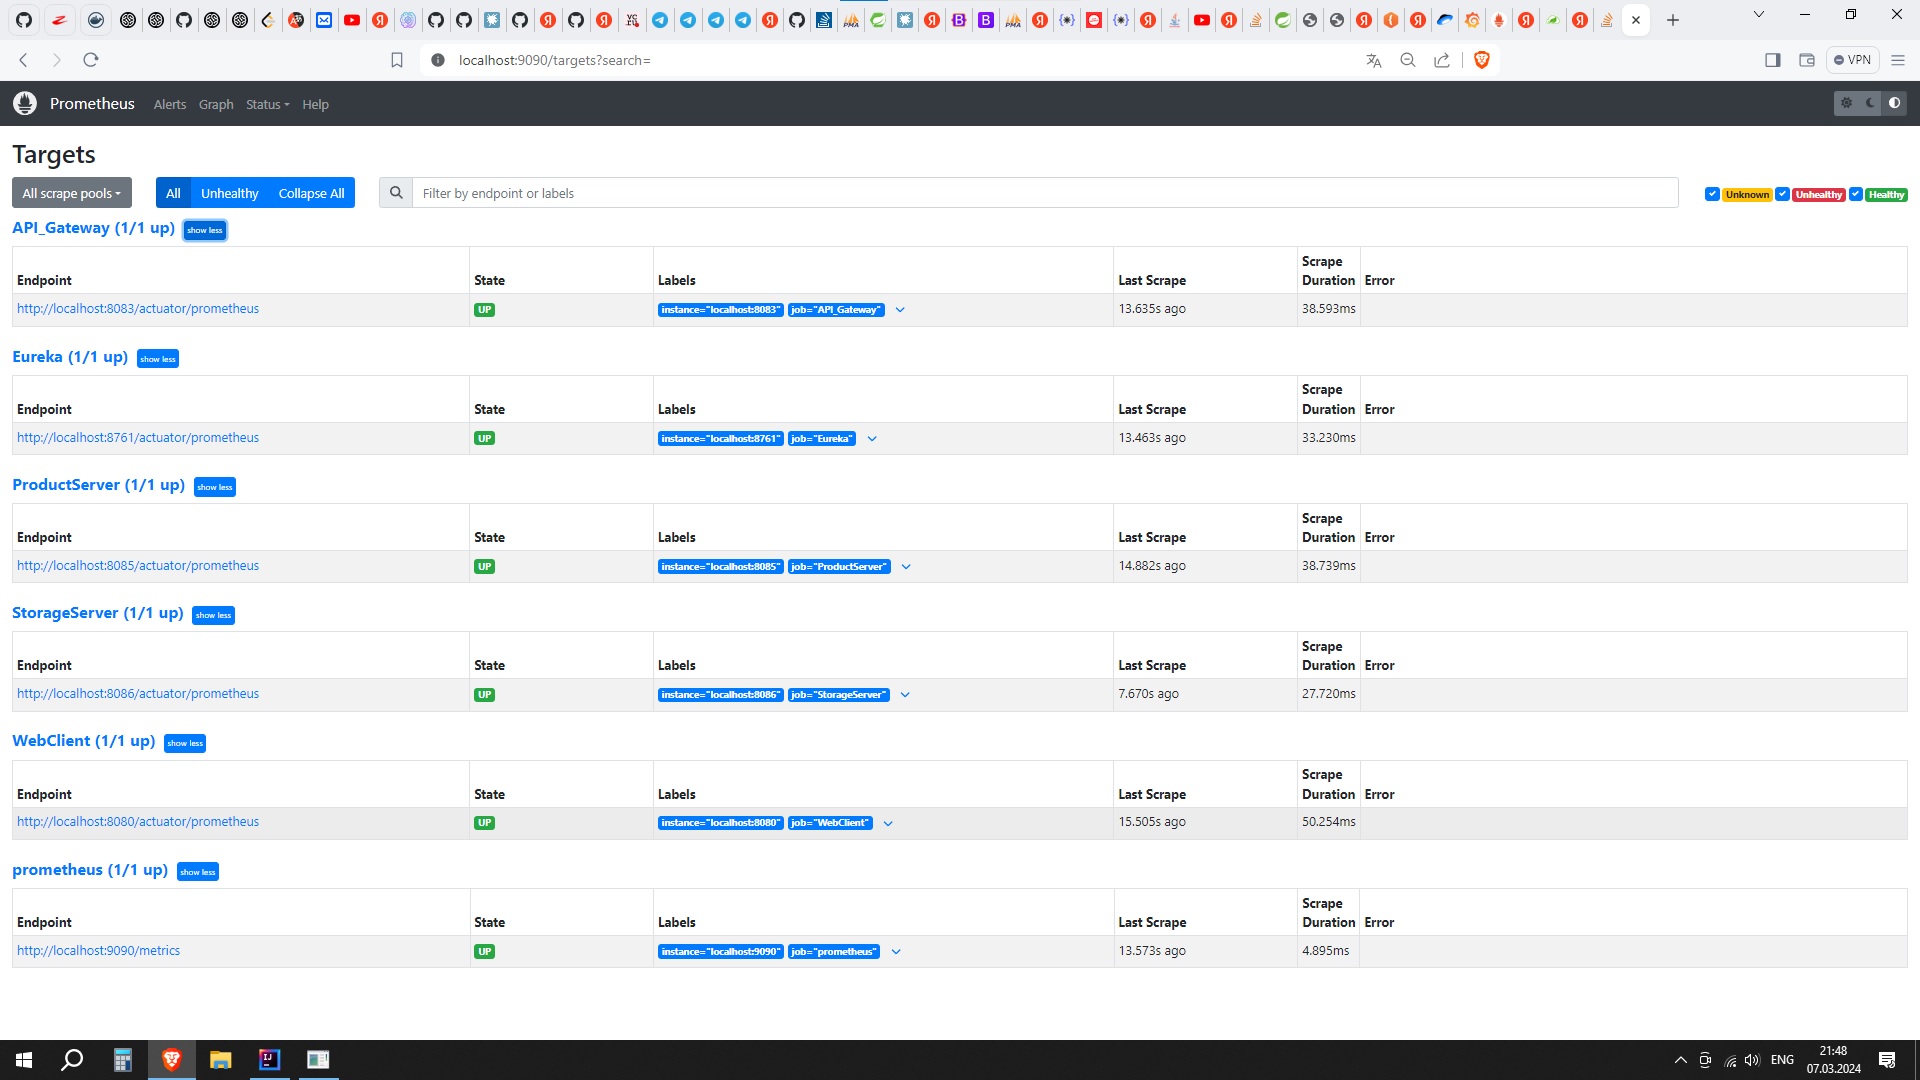 localhost:9090/targets?search=
VPN
Prometheus Alerts Graph Status Help
Targets
All scrape pools All Unhealthy Collapse All Filter by endpoint or labels Unknown Unhealthy Healthy
API_Gateway (1/1 up) show less
Endpoint State Labels Last Scrape Scrape Duration Error
http://localhost:8083/actuator/prometheus UP instance="localhost:8083" job="API_Gateway" 13.635s ago 38.593ms
Eureka (1/1 up) show less
Endpoint State Labels Last Scrape Scrape Duration Error
http://localhost:8761/actuator/prometheus UP instance="localhost:8761" job="Eureka" 13.463s ago 33.230ms
ProductServer (1/1 up) show less
Endpoint State Labels Last Scrape Scrape Duration Error
http://localhost:8085/actuator/prometheus UP instance="localhost:8085" job="ProductServer" 14.882s ago 38.739ms
StorageServer (1/1 up) show less
Endpoint State Labels Last Scrape Scrape Duration Error
http://localhost:8086/actuator/prometheus UP instance="localhost:8086" job="StorageServer" 7.670s ago 27.720ms
WebClient (1/1 up) show less
Endpoint State Labels Last Scrape Scrape Duration Error
http://localhost:8080/actuator/prometheus UP instance="localhost:8080" job="WebClient" 15.505s ago 50.254ms
prometheus (1/1 up) show less
Endpoint State Labels Last Scrape Scrape Duration Error
http://localhost:9090/metrics UP instance="localhost:9090" job="prometheus" 13.573s ago 4.895ms
ENG
21:48
07.03.2024